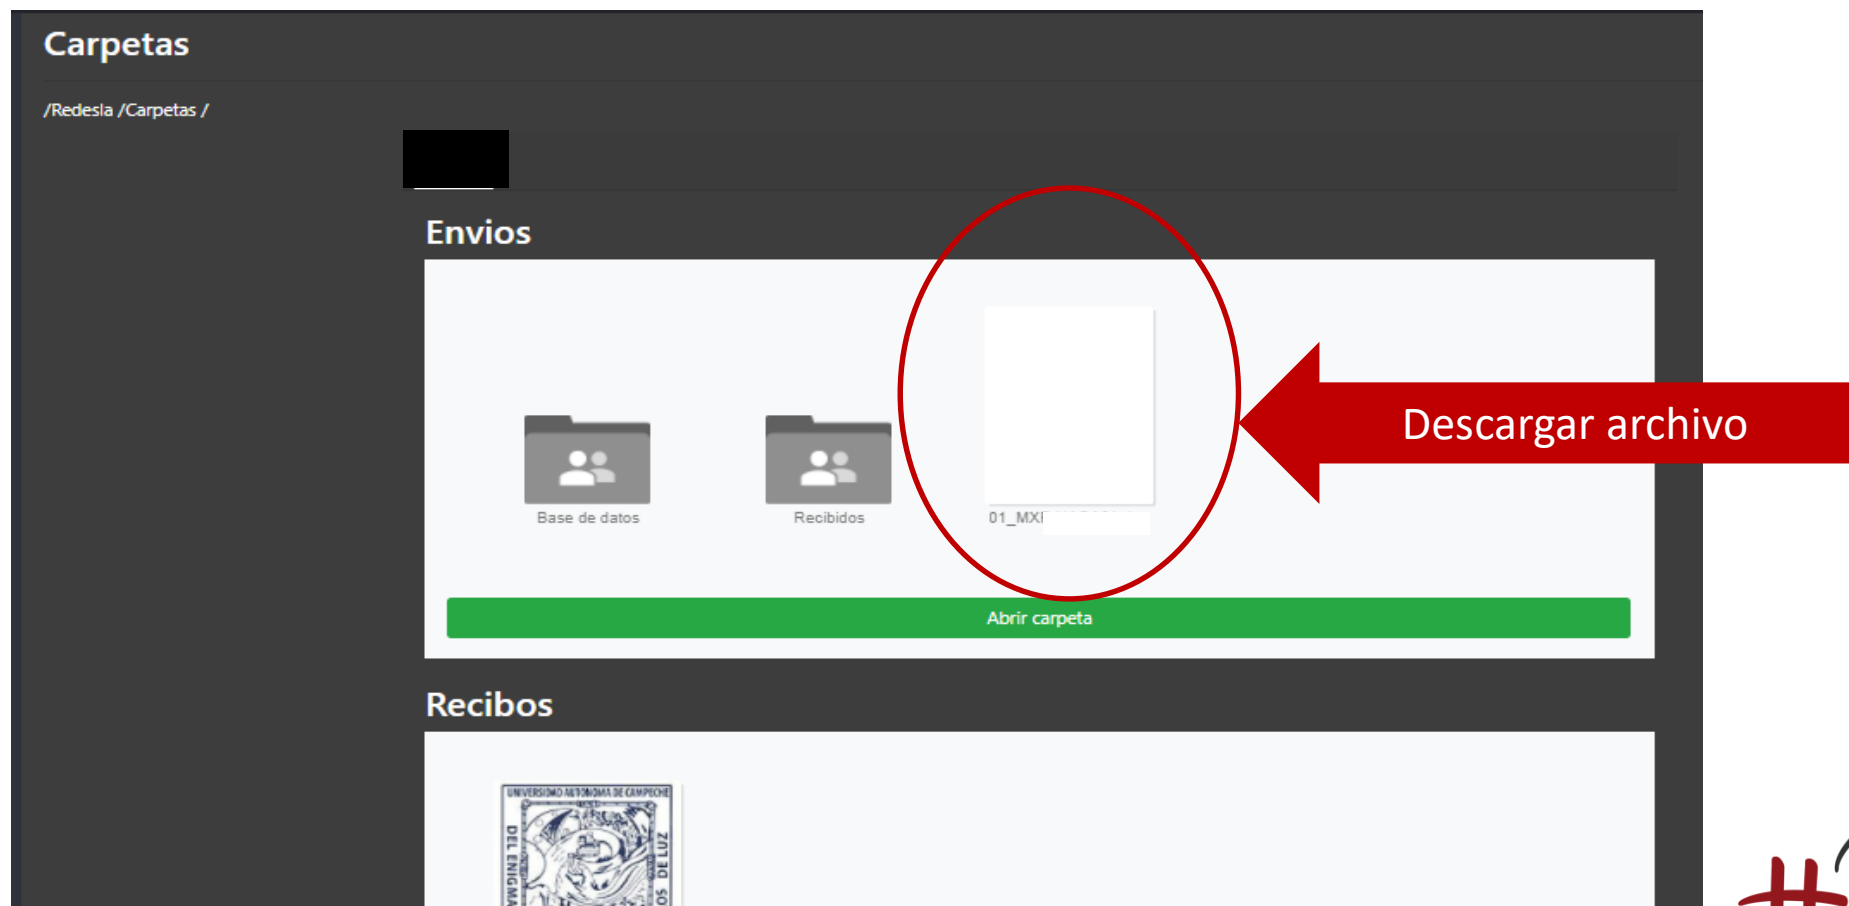 Carpetas
/Redesla /Carpetas /
Envios
Descargar archivo
Base de datos
Recibidos
01_MX
Abrir carpeta
Recibos
UNIVERSIDAD AUTONOMA DE CAMPECHE
DEL ENIGMA
DE LUZ